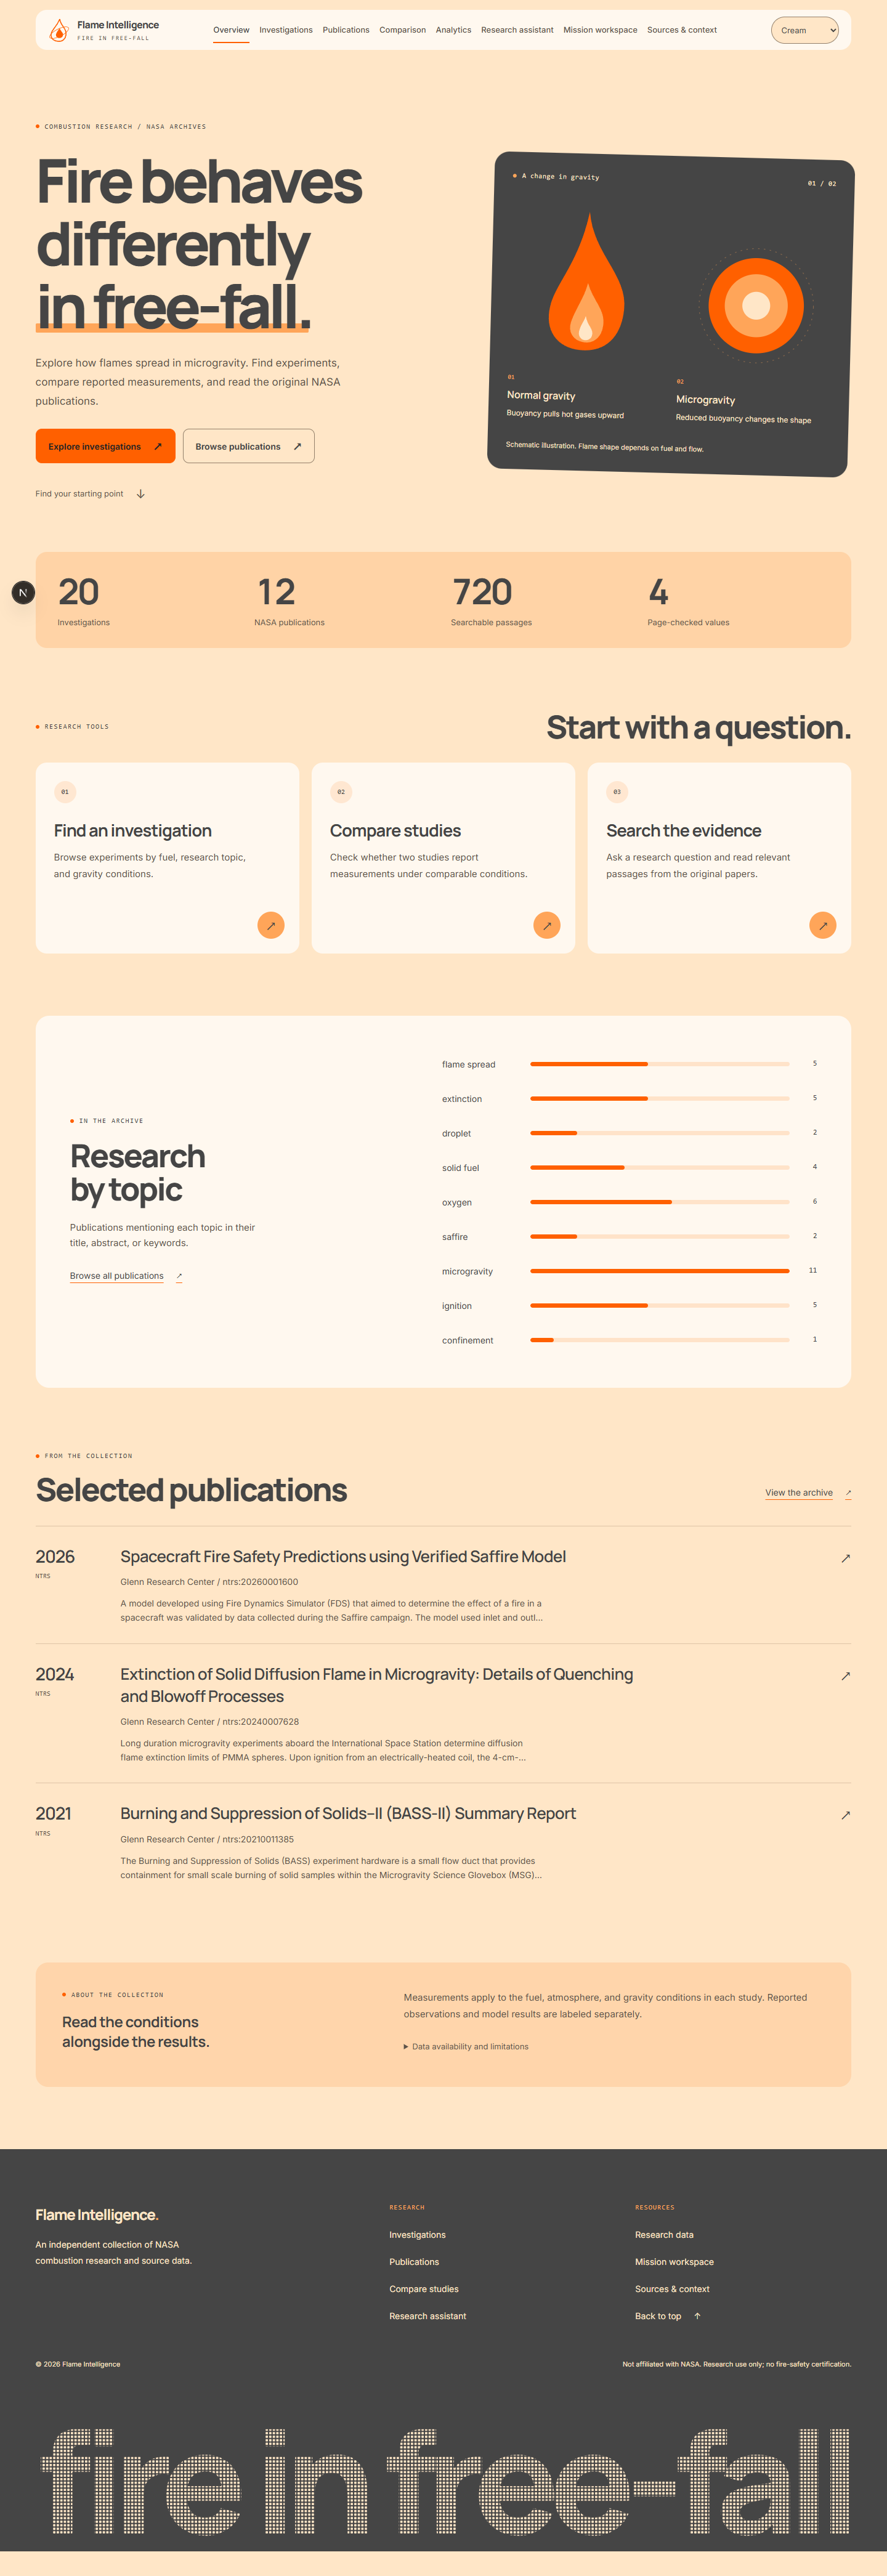 Flame Intelligence
FIRE IN FREE-FALL
Overview
Investigations
Publications
Comparison
Analytics
Research assistant
Mission workspace
Sources & context
Cream
COMBUSTION RESEARCH / NASA ARCHIVES
Fire behaves
differently
in free-fall.
Explore how flames spread in microgravity. Find experiments,
compare reported measurements, and read the original NASA
publications.
Explore investigations ↗
Browse publications ↗
Find your starting point ↓
A change in gravity
01 / 02
01
Normal gravity
Buoyancy pulls hot gases upward
02
Microgravity
Reduced buoyancy changes the shape
Schematic illustration. Flame shape depends on fuel and flow.
N
20
Investigations
12
NASA publications
720
Searchable passages
4
Page-checked values
RESEARCH TOOLS
Start with a question.
01
Find an investigation
Browse experiments by fuel, research topic,
and gravity conditions.
↗
02
Compare studies
Check whether two studies report
measurements under comparable conditions.
↗
03
Search the evidence
Ask a research question and read relevant
passages from the original papers.
↗
IN THE ARCHIVE
Research
by topic
Publications mentioning each topic in their
title, abstract, or keywords.
Browse all publications ↗
flame spread 5
extinction 5
droplet 2
solid fuel 4
oxygen 6
saffire 2
microgravity 11
ignition 5
confinement 1
FROM THE COLLECTION
Selected publications
View the archive ↗
2026
NTRS
Spacecraft Fire Safety Predictions using Verified Saffire Model ↗
Glenn Research Center / ntrs:20260001600
A model developed using Fire Dynamics Simulator (FDS) that aimed to determine the effect of a fire in a
spacecraft was validated by data collected during the Saffire campaign. The model used inlet and outl...
2024
NTRS
Extinction of Solid Diffusion Flame in Microgravity: Details of Quenching ↗
and Blowoff Processes
Glenn Research Center / ntrs:20240007628
Long duration microgravity experiments aboard the International Space Station determine diffusion
flame extinction limits of PMMA spheres. Upon ignition from an electrically-heated coil, the 4-cm-...
2021
NTRS
Burning and Suppression of Solids–II (BASS-II) Summary Report ↗
Glenn Research Center / ntrs:20210011385
The Burning and Suppression of Solids (BASS) experiment hardware is a small flow duct that provides
containment for small scale burning of solid samples within the Microgravity Science Glovebox (MSG)...
ABOUT THE COLLECTION
Read the conditions
alongside the results.
Measurements apply to the fuel, atmosphere, and gravity conditions in each study. Reported
observations and model results are labeled separately.
▶ Data availability and limitations
Flame Intelligence.
An independent collection of NASA
combustion research and source data.
RESEARCH
Investigations
Publications
Compare studies
Research assistant
RESOURCES
Research data
Mission workspace
Sources & context
Back to top ↑
© 2026 Flame Intelligence
Not affiliated with NASA. Research use only; no fire-safety certification.
fire in free-fall